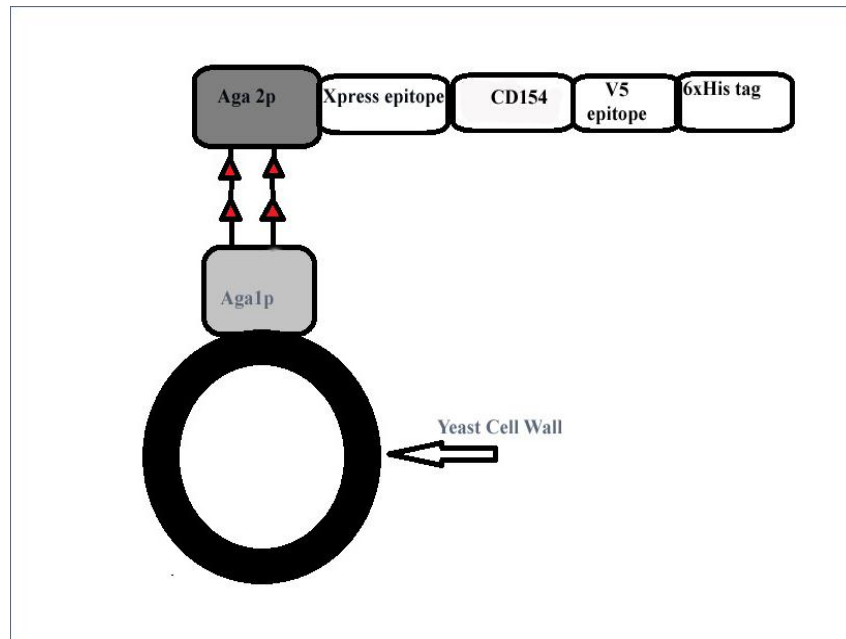 Aga 2p
Xpress epitope
CD154
V5
epitope
6xHis tag
Aga1p
Yeast Cell Wall